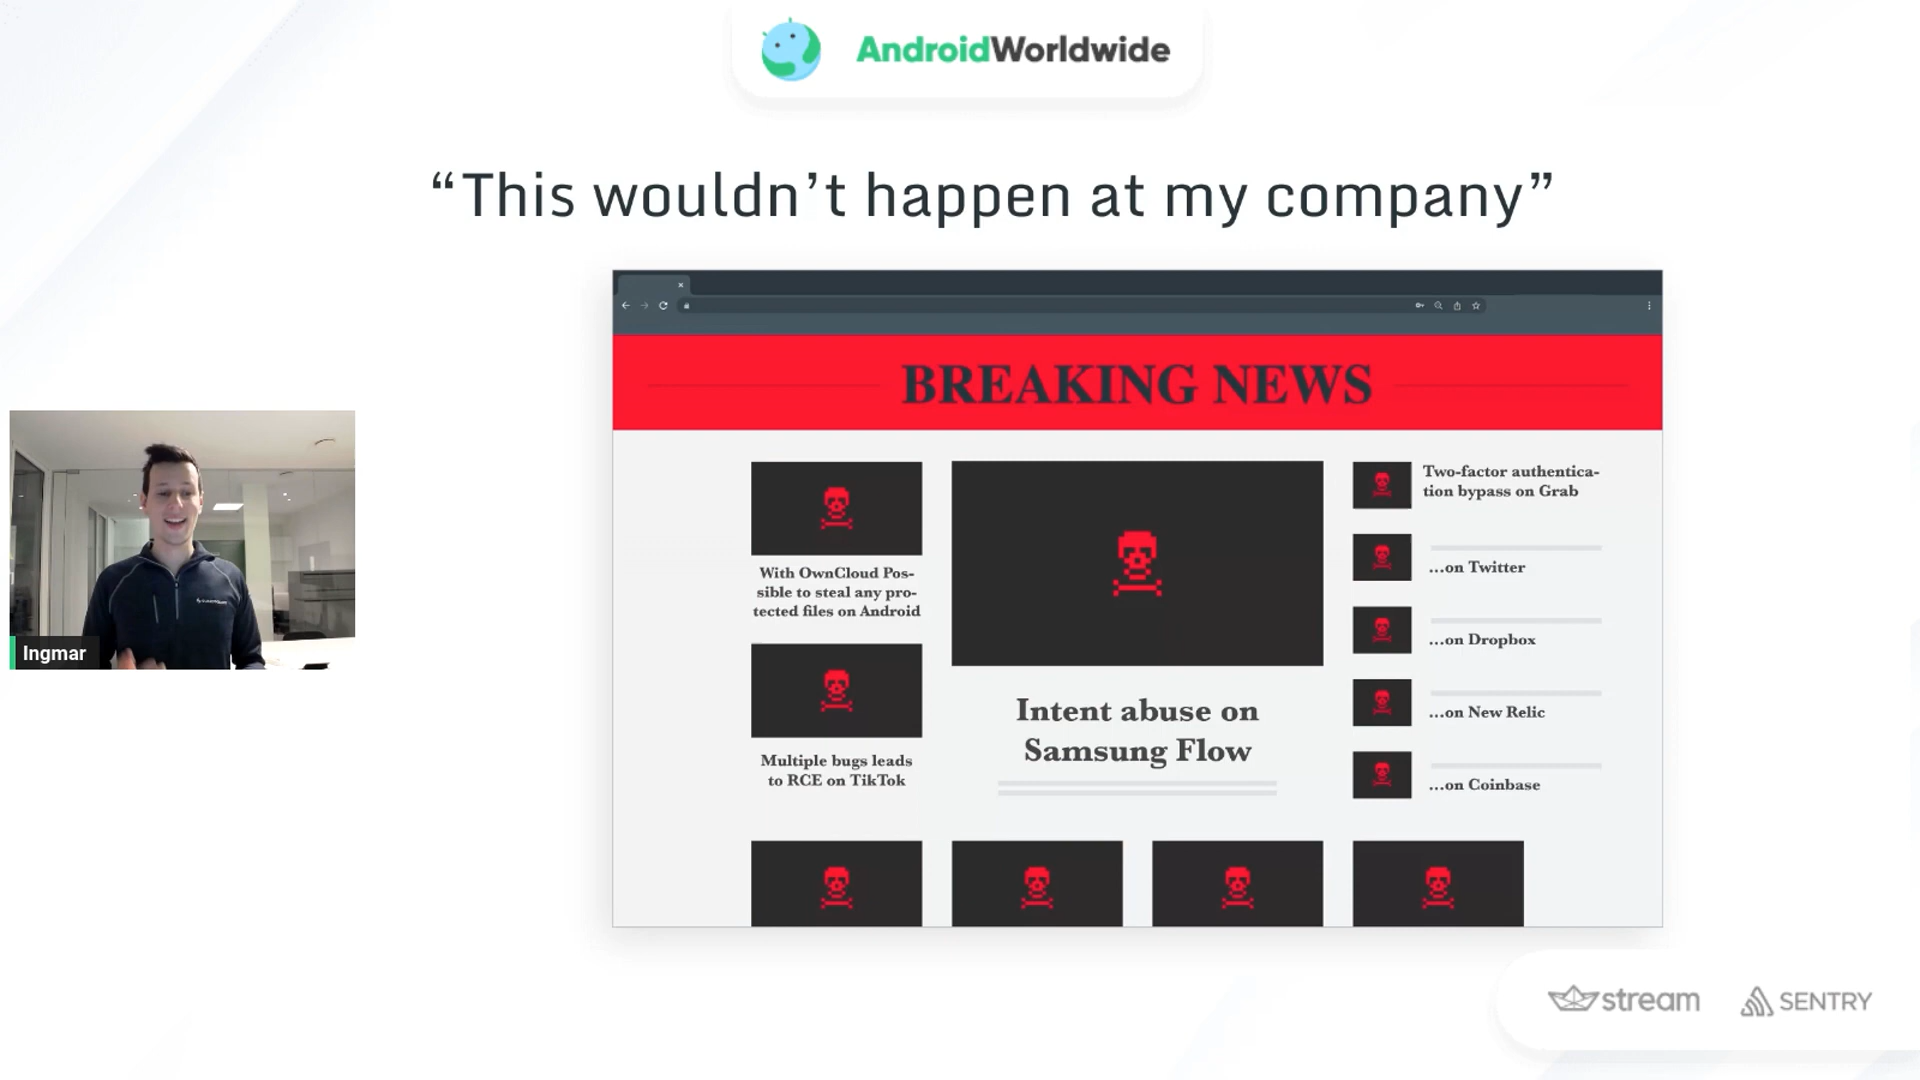 AndroidWorldwide
“This wouldn’t happen at my company”
BREAKING NEWS
With OwnCloud Pos-
sible to steal any pro-
tected files on Android
Multiple bugs leads
to RCE on TikTok
Intent abuse on
Samsung Flow
Two-factor authentica-
tion bypass on Grab
...on Twitter
...on Dropbox
...on New Relic
...on Coinbase
Ingmar
stream
SENTRY